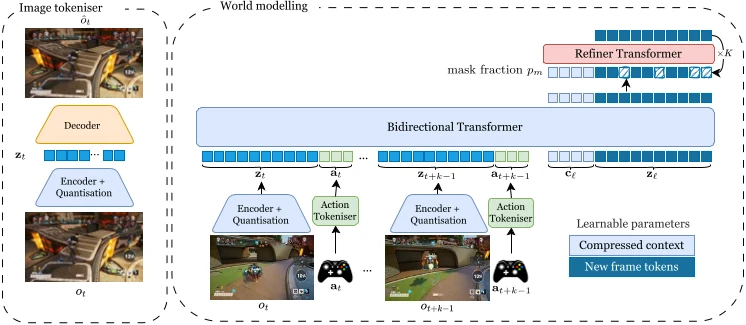 Image tokeniser
ô_t
Decoder
z_t
...
Encoder +
Quantisation
o_t
World modelling
Refiner Transformer
×K
mask fraction p_m
Bidirectional Transformer
z_t
a_t
...
z_{t+k−1}
a_{t+k−1}
c_ℓ
z_ℓ
Encoder +
Quantisation
Action
Tokeniser
Encoder +
Quantisation
Action
Tokeniser
a_t
...
a_{t+k−1}
o_t
o_{t+k−1}
Learnable parameters
Compressed context
New frame tokens